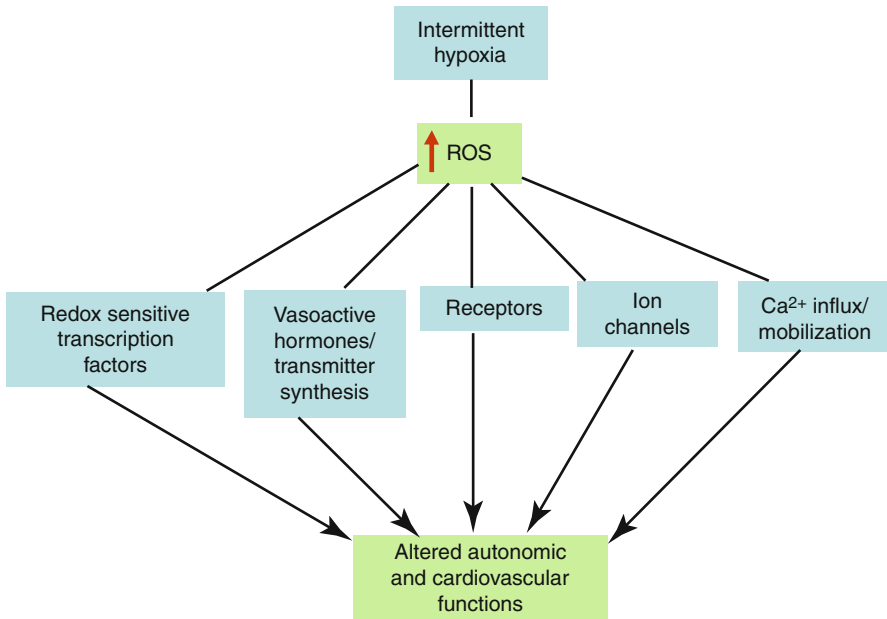 Intermittent
hypoxia
ROS
Redox sensitive
transcription
factors
Vasoactive
hormones/
transmitter
synthesis
Receptors
Ion
channels
Ca²⁺ influx/
mobilization
Altered autonomic
and cardiovascular
functions